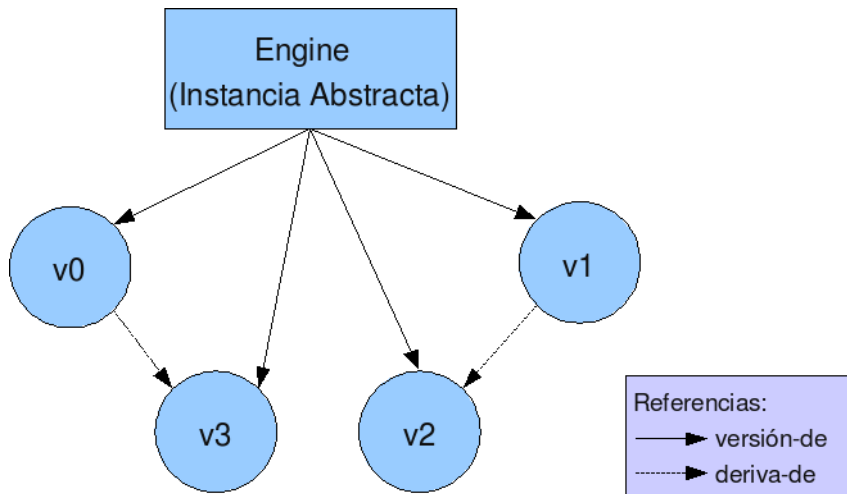 Engine
(Instancia Abstracta)
v0
v1
v3
v2
Referencias:
versión-de
deriva-de